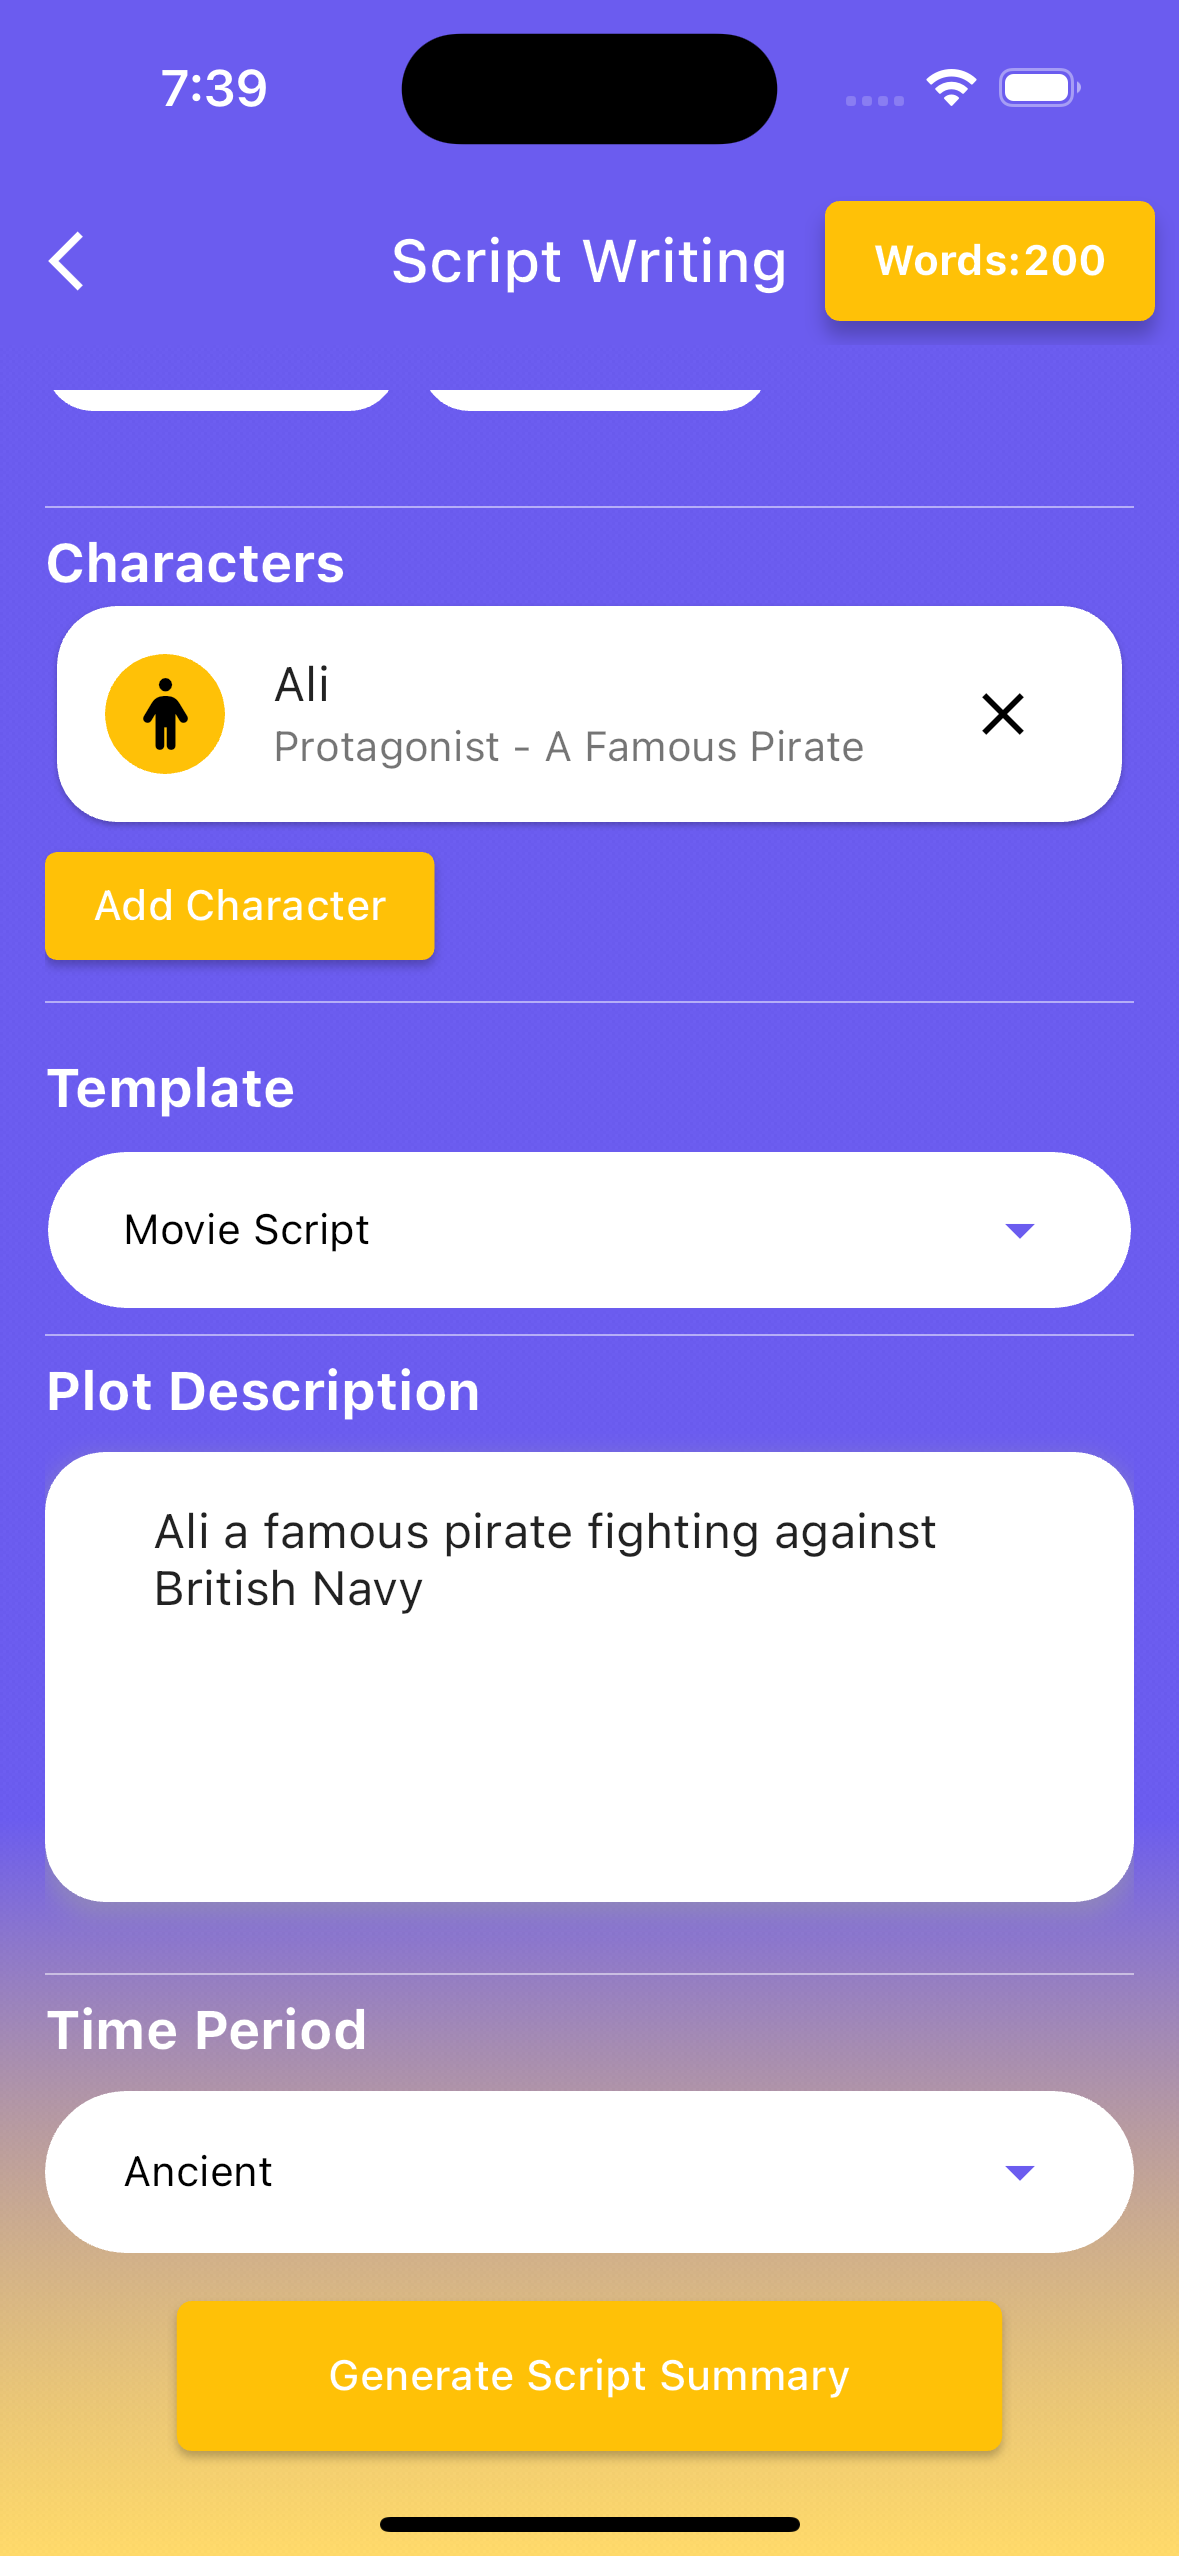 7:39
Script Writing
Words:200
Characters
Ali
Protagonist - A Famous Pirate
Add Character
Template
Movie Script
Plot Description
Ali a famous pirate fighting against
British Navy
Time Period
Ancient
Generate Script Summary